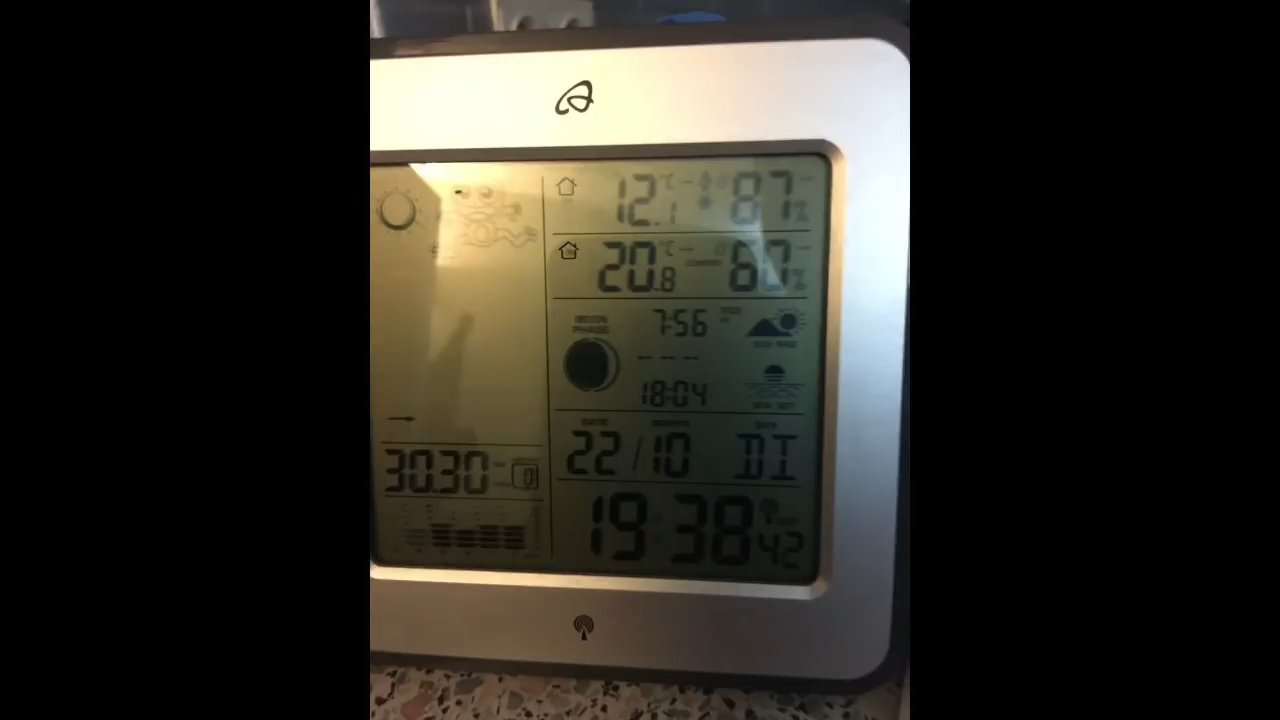 12.1 °C 87 %
20.8 °C 60 %
MOON PHASE
7:56
SUN RISE
- - -
18:04
SUN SET
DATE MONTH DAY
22/10 DI
30.30
0
19:38 42